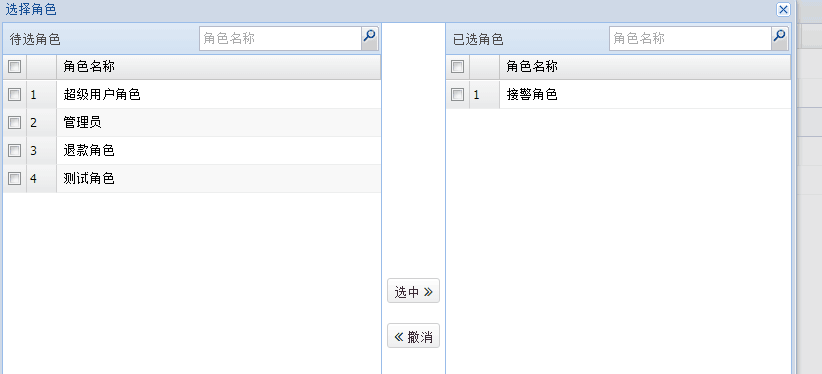 选择角色
待选角色 角色名称
角色名称
1 超级用户角色
2 管理员
3 退款角色
4 测试角色
选中
撤消
已选角色 角色名称
角色名称
1 接警角色